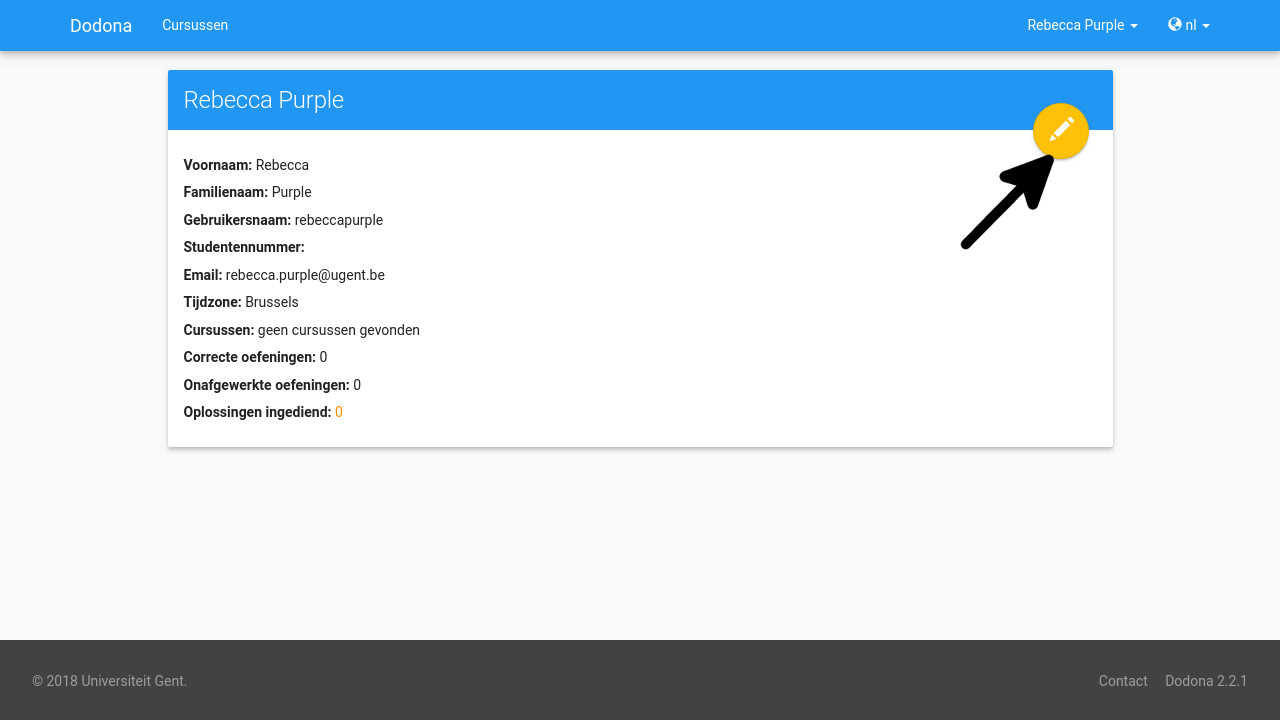 Dodona Cursussen Rebecca Purple nl
Rebecca Purple
Voornaam: Rebecca
Familienaam: Purple
Gebruikersnaam: rebeccapurple
Studentennummer:
Email: rebecca.purple@ugent.be
Tijdzone: Brussels
Cursussen: geen cursussen gevonden
Correcte oefeningen: 0
Onafgewerkte oefeningen: 0
Oplossingen ingediend: 0
© 2018 Universiteit Gent. Contact Dodona 2.2.1